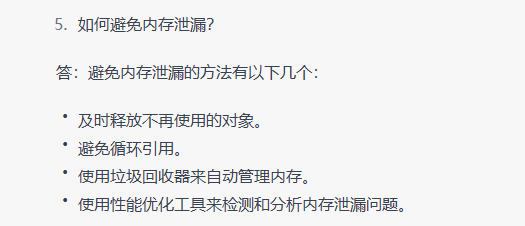 5. 如何避免内存泄漏？
答：避免内存泄漏的方法有以下几个：
• 及时释放不再使用的对象。
• 避免循环引用。
• 使用垃圾回收器来自动管理内存。
• 使用性能优化工具来检测和分析内存泄漏问题。